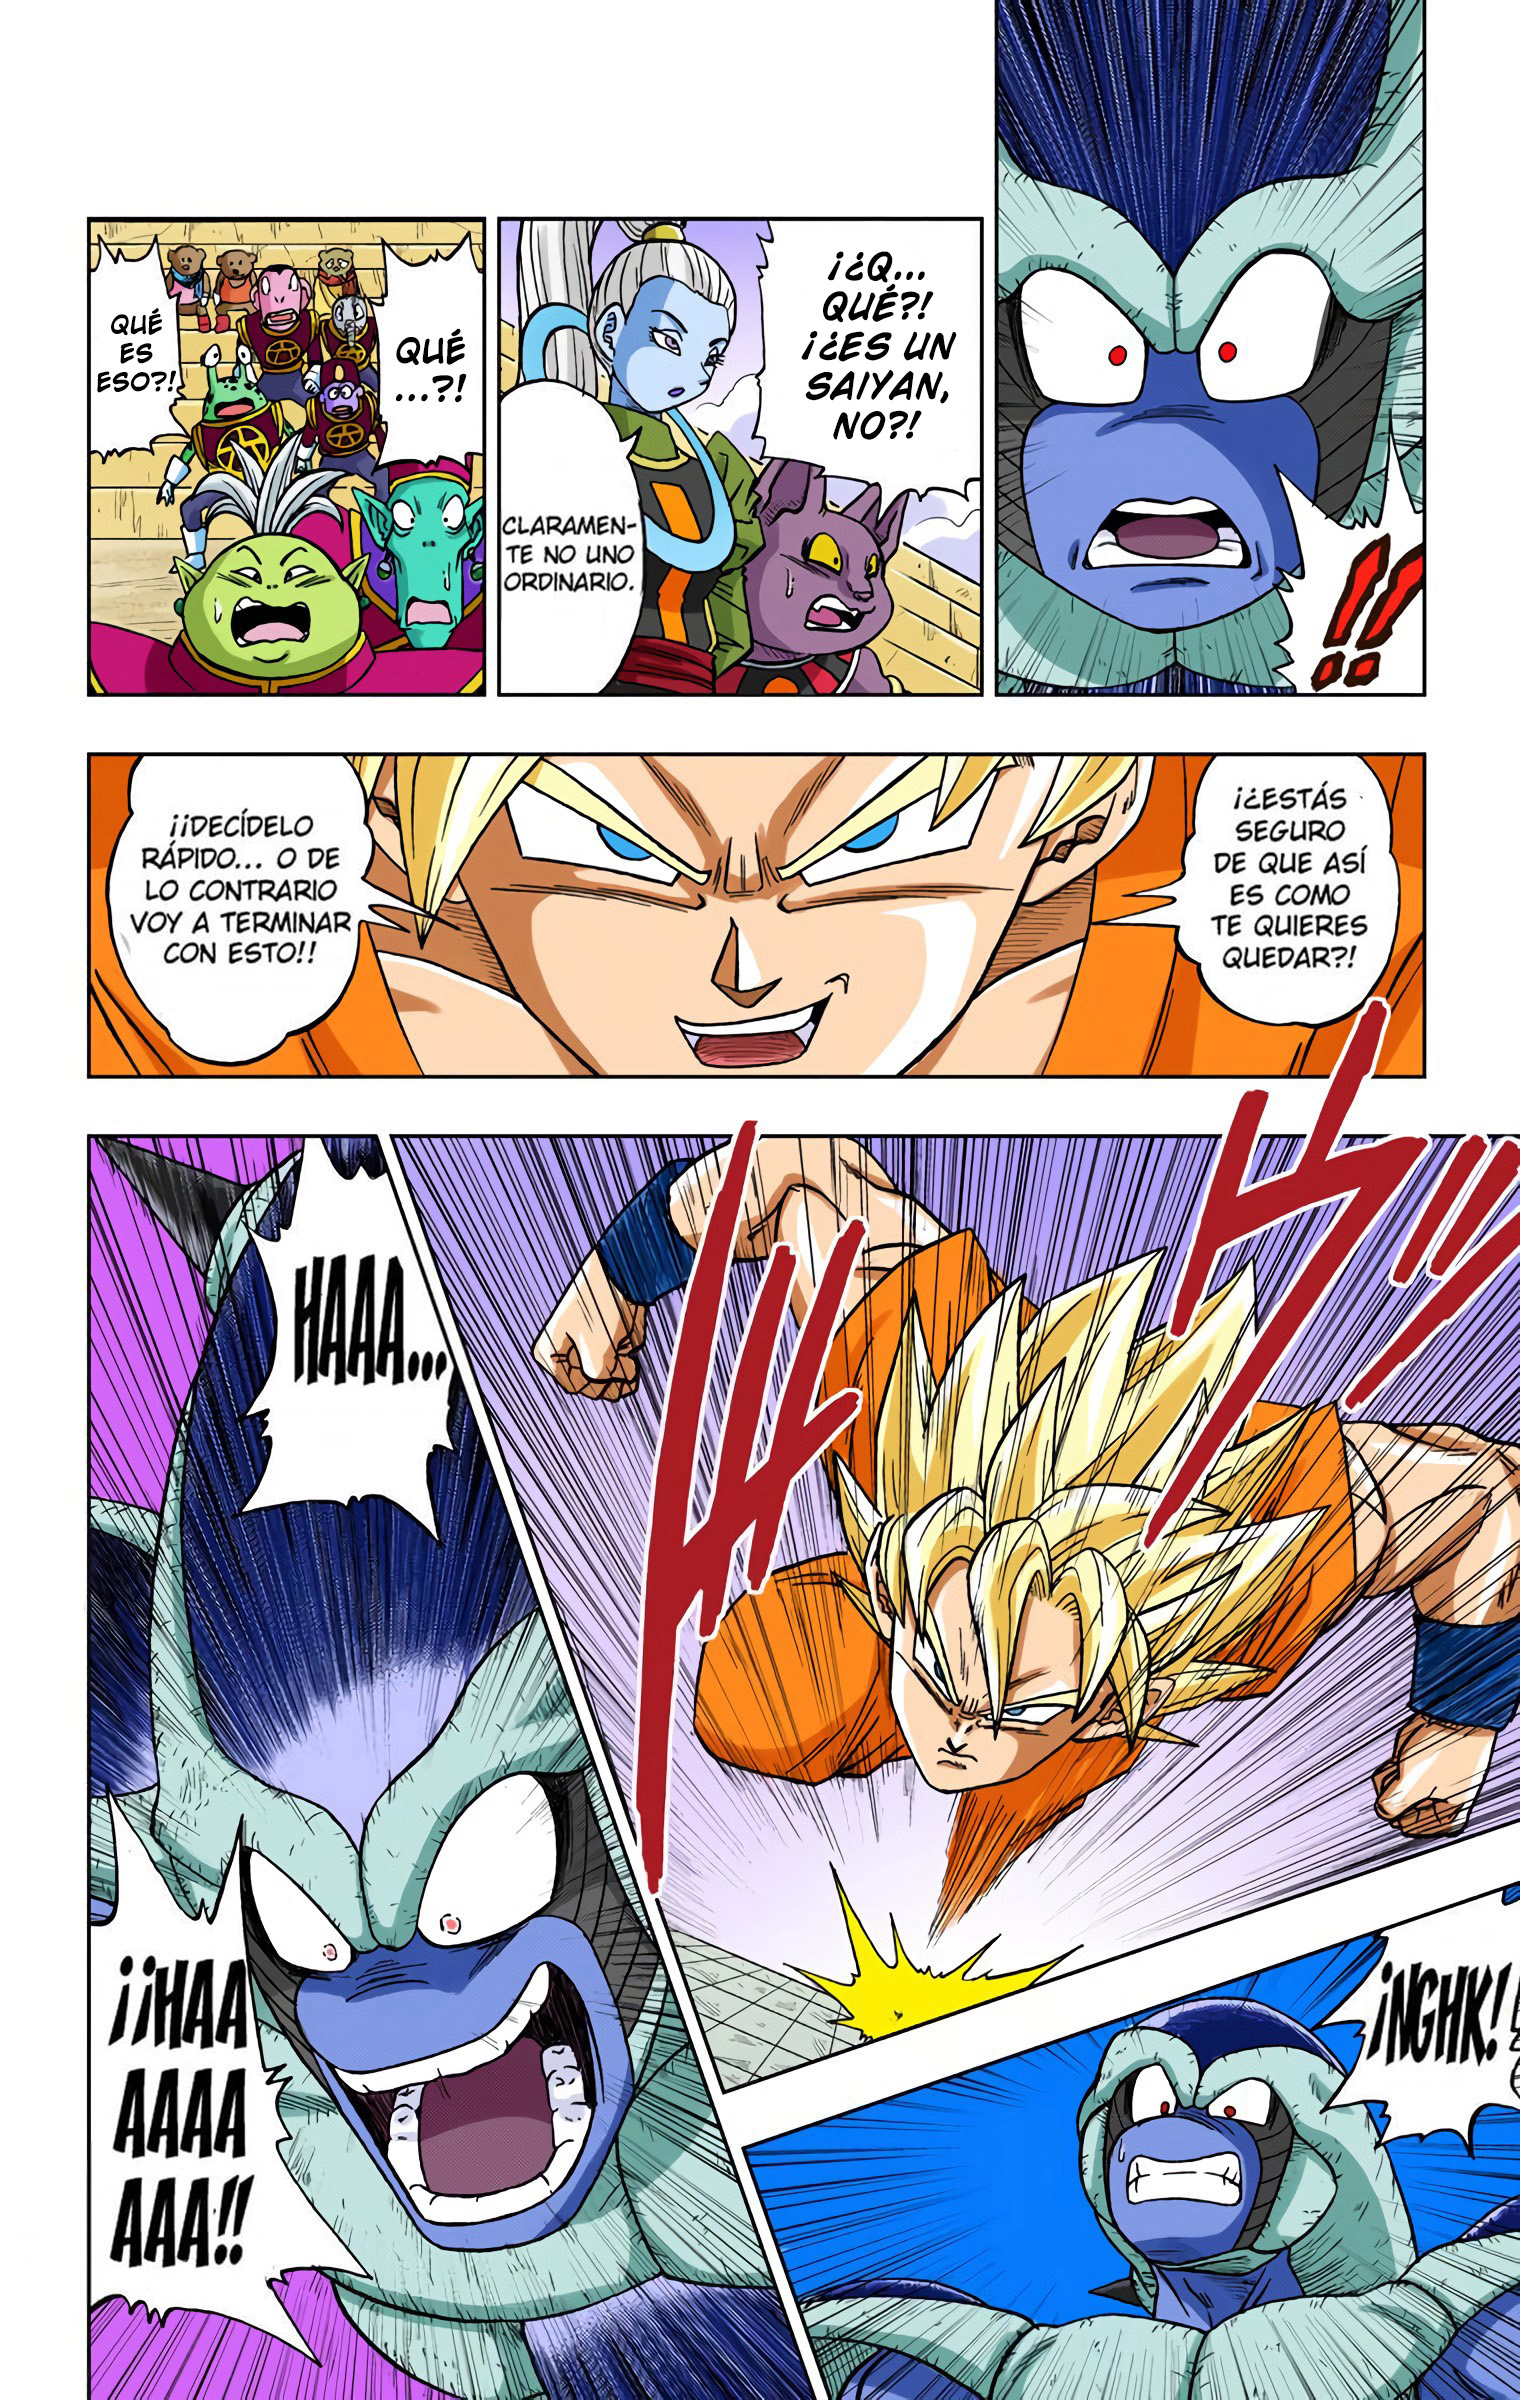 !!
¡¿Q...
QUÉ?!
¡¿ES UN
SAIYAN,
NO?!
CLARAMEN-
TE NO UNO
ORDINARIO.
QUÉ
...?!
QUÉ
ES
ESO?!
¡¿ESTÁS
SEGURO
DE QUE ASÍ
ES COMO
TE QUIERES
QUEDAR?!
¡¡DECÍDELO
RÁPIDO... O DE
LO CONTRARIO
VOY A TERMINAR
CON ESTO!!
HAAA...
¡NGHK!
¡¡HAA
AAAA
AAA!!